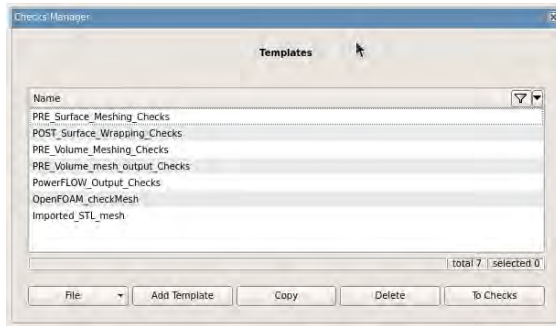 Checks Manager
Templates
Name
PRE_Surface_Meshing_Checks
POST_Surface_Wrapping_Checks
PRE_Volume_Meshing_Checks
PRE_Volume_mesh_output_Checks
PowerFLOW_Output_Checks
OpenFOAM_checkMesh
Imported_STL_mesh
total 7 selected 0
File Add Template Copy Delete To Checks